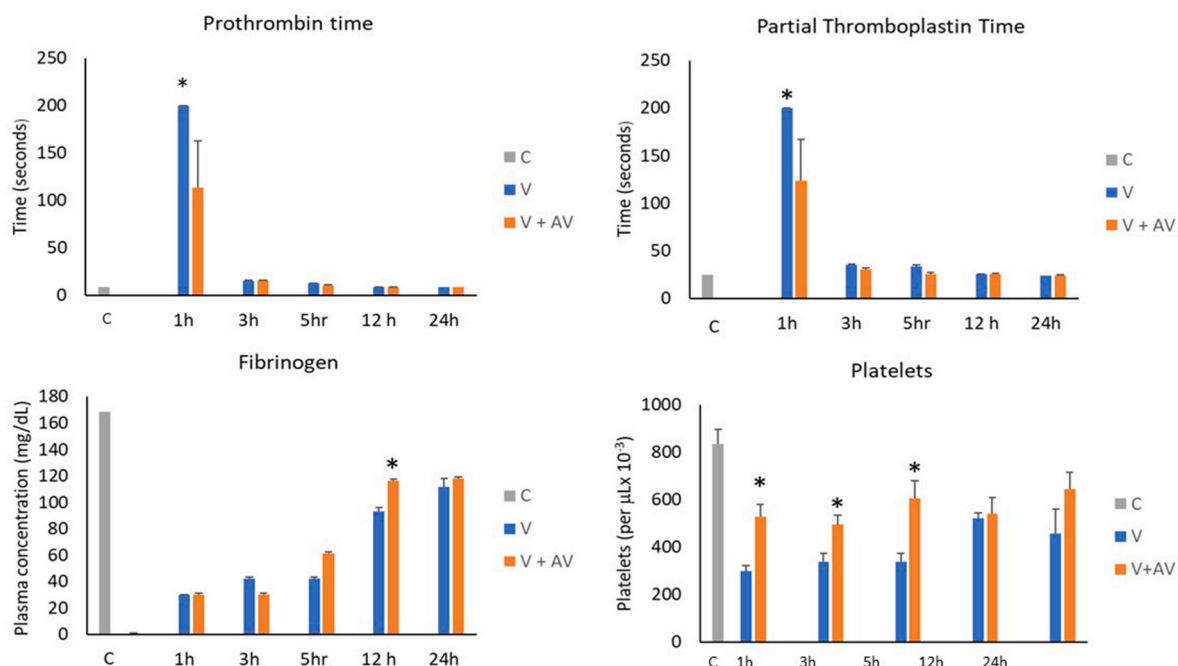 Prothrombin time
250
200
150
100
50
0
Time (seconds)
*
C
1h
3h
5hr
12 h
24h
C
V
V + AV
Partial Thromboplastin Time
250
200
150
100
50
0
Time (seconds)
*
C
1h
3h
5hr
12 h
24h
C
V
V + AV
Fibrinogen
180
160
140
120
100
80
60
40
20
0
Plasma concentration (mg/dL)
*
C
1h
3h
5hr
12 h
24h
C
V
V + AV
Platelets
1000
800
600
400
200
0
Platelets (per µLx 10⁻³)
*
*
*
C
1h
3h
5h
12h
24h
C
V
V+AV